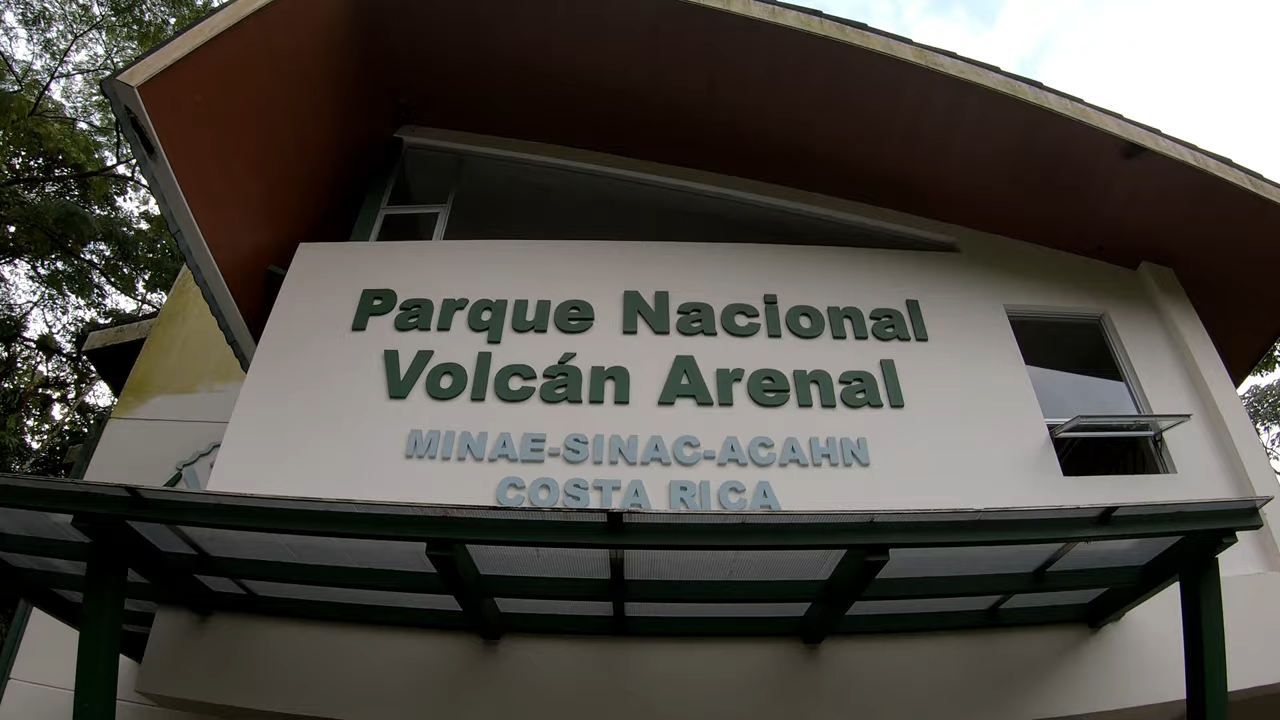 Parque Nacional
Volcán Arenal
MINAE-SINAC-ACAHN
COSTA RICA